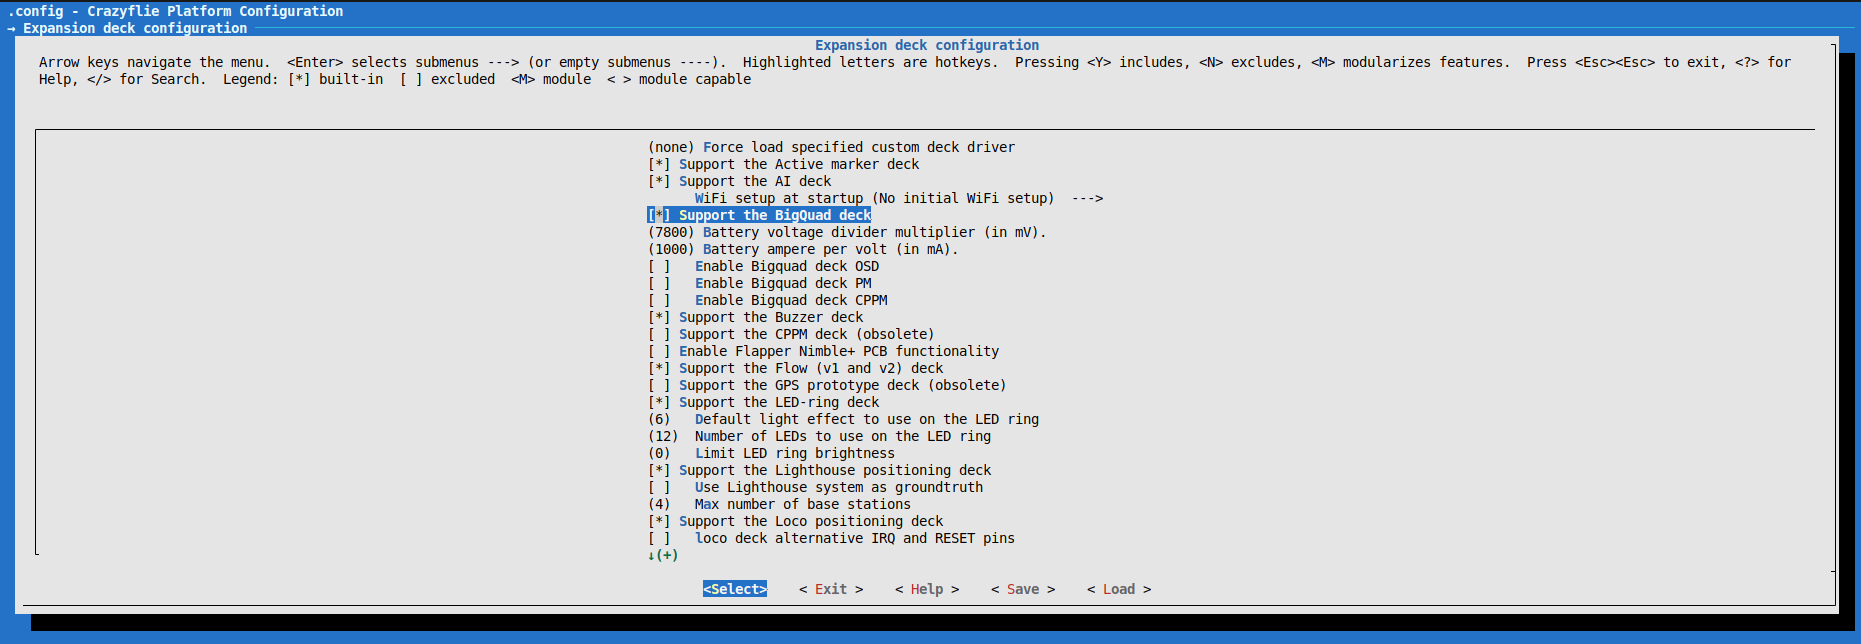 .config - Crazyflie Platform Configuration
→ Expansion deck configuration
Expansion deck configuration
Arrow keys navigate the menu.  <Enter> selects submenus ---> (or empty submenus ----).  Highlighted letters are hotkeys.  Pressing <Y> includes, <N> excludes, <M> modularizes features.  Press <Esc><Esc> to exit, <?> for
Help, </> for Search.  Legend: [*] built-in  [ ] excluded  <M> module  < > module capable
(none) Force load specified custom deck driver
[*] Support the Active marker deck
[*] Support the AI deck
WiFi setup at startup (No initial WiFi setup)  --->
[*] Support the BigQuad deck
(7800) Battery voltage divider multiplier (in mV).
(1000) Battery ampere per volt (in mA).
[ ]   Enable Bigquad deck OSD
[ ]   Enable Bigquad deck PM
[ ]   Enable Bigquad deck CPPM
[*] Support the Buzzer deck
[ ] Support the CPPM deck (obsolete)
[ ] Enable Flapper Nimble+ PCB functionality
[*] Support the Flow (v1 and v2) deck
[ ] Support the GPS prototype deck (obsolete)
[*] Support the LED-ring deck
(6)   Default light effect to use on the LED ring
(12)  Number of LEDs to use on the LED ring
(0)   Limit LED ring brightness
[*] Support the Lighthouse positioning deck
[ ]   Use Lighthouse system as groundtruth
(4)   Max number of base stations
[*] Support the Loco positioning deck
[ ]   loco deck alternative IRQ and RESET pins
↓(+)
<Select>    < Exit >    < Help >    < Save >    < Load >